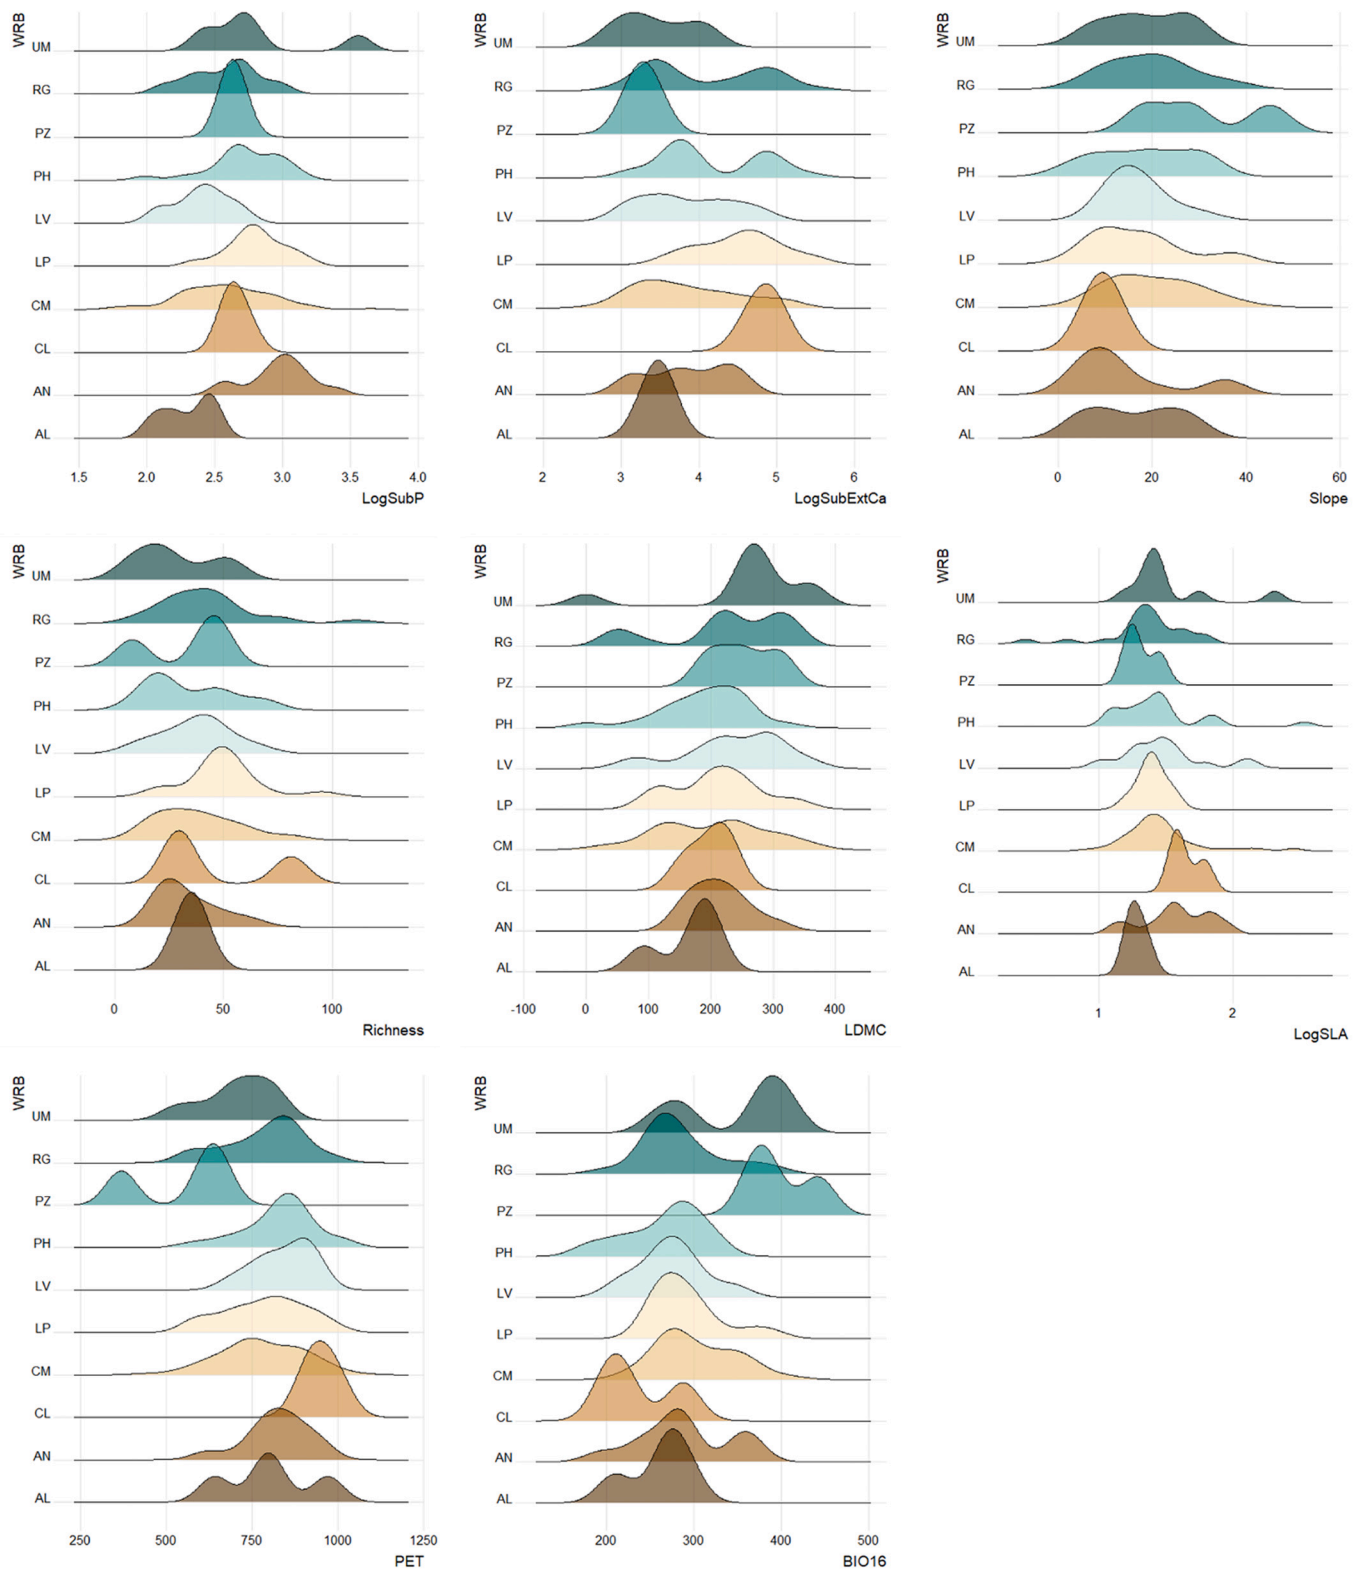 WRB
UM
RG
PZ
PH
LV
LP
CM
CL
AN
AL
1.5 2.0 2.5 3.0 3.5 4.0
LogSubP
WRB
UM
RG
PZ
PH
LV
LP
CM
CL
AN
AL
2 3 4 5 6
LogSubExtCa
WRB
UM
RG
PZ
PH
LV
LP
CM
CL
AN
AL
0 20 40 60
Slope
WRB
UM
RG
PZ
PH
LV
LP
CM
CL
AN
AL
0 50 100
Richness
WRB
UM
RG
PZ
PH
LV
LP
CM
CL
AN
AL
-100 0 100 200 300 400
LDMC
WRB
UM
RG
PZ
PH
LV
LP
CM
CL
AN
AL
1 2
LogSLA
WRB
UM
RG
PZ
PH
LV
LP
CM
CL
AN
AL
250 500 750 1000 1250
PET
WRB
UM
RG
PZ
PH
LV
LP
CM
CL
AN
AL
200 300 400 500
BIO16